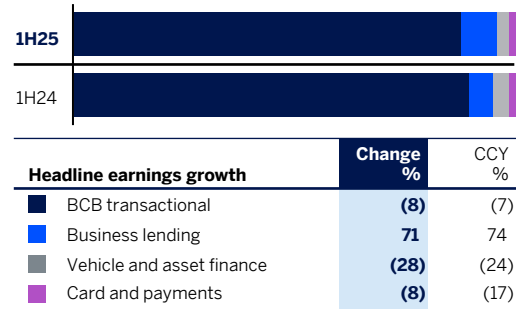 1H25
1H24
Change CCY
Headline earnings growth % %
BCB transactional (8) (7)
Business lending 71 74
Vehicle and asset finance (28) (24)
Card and payments (8) (17)